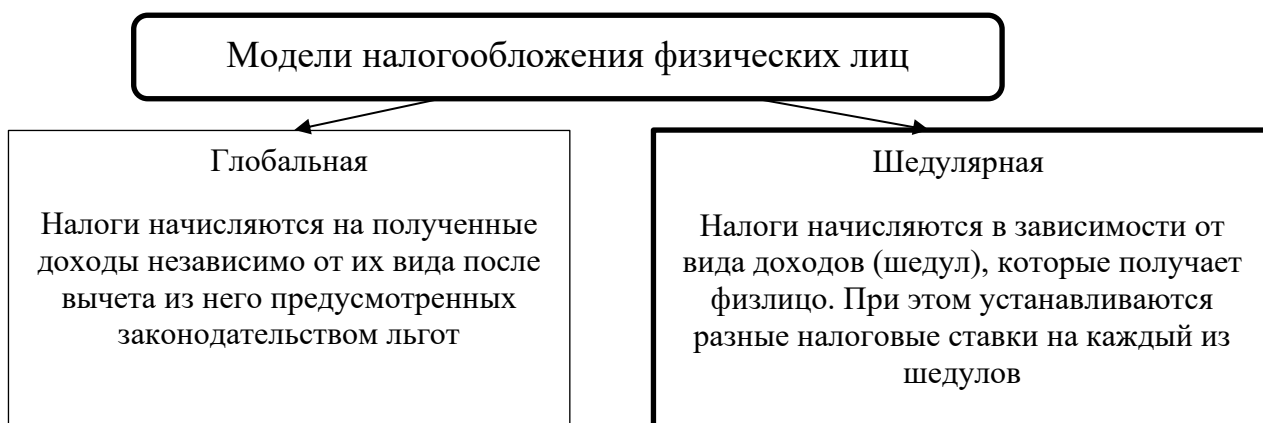 Модели налогообложения физических лиц
Глобальная
Налоги начисляются на полученные
доходы независимо от их вида после
вычета из него предусмотренных
законодательством льгот
Шедулярная
Налоги начисляются в зависимости от
вида доходов (шедул), которые получает
физлицо. При этом устанавливаются
разные налоговые ставки на каждый из
шедулов